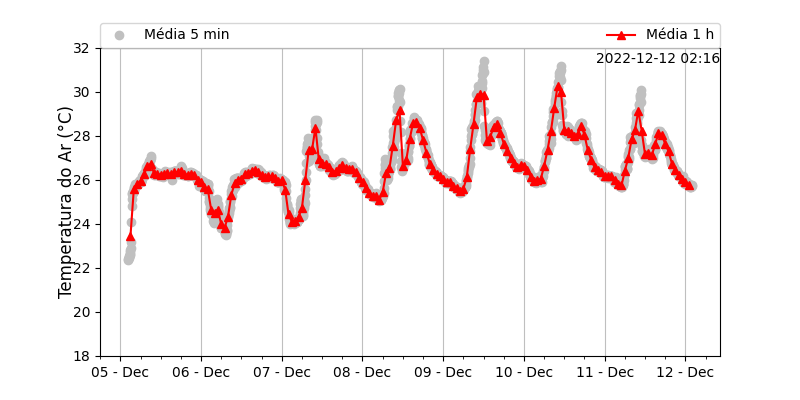 Média 5 min
Média 1 h
2022-12-12 02:16
Temperatura do Ar (°C)
32
30
28
26
24
22
20
18
05 - Dec
06 - Dec
07 - Dec
08 - Dec
09 - Dec
10 - Dec
11 - Dec
12 - Dec